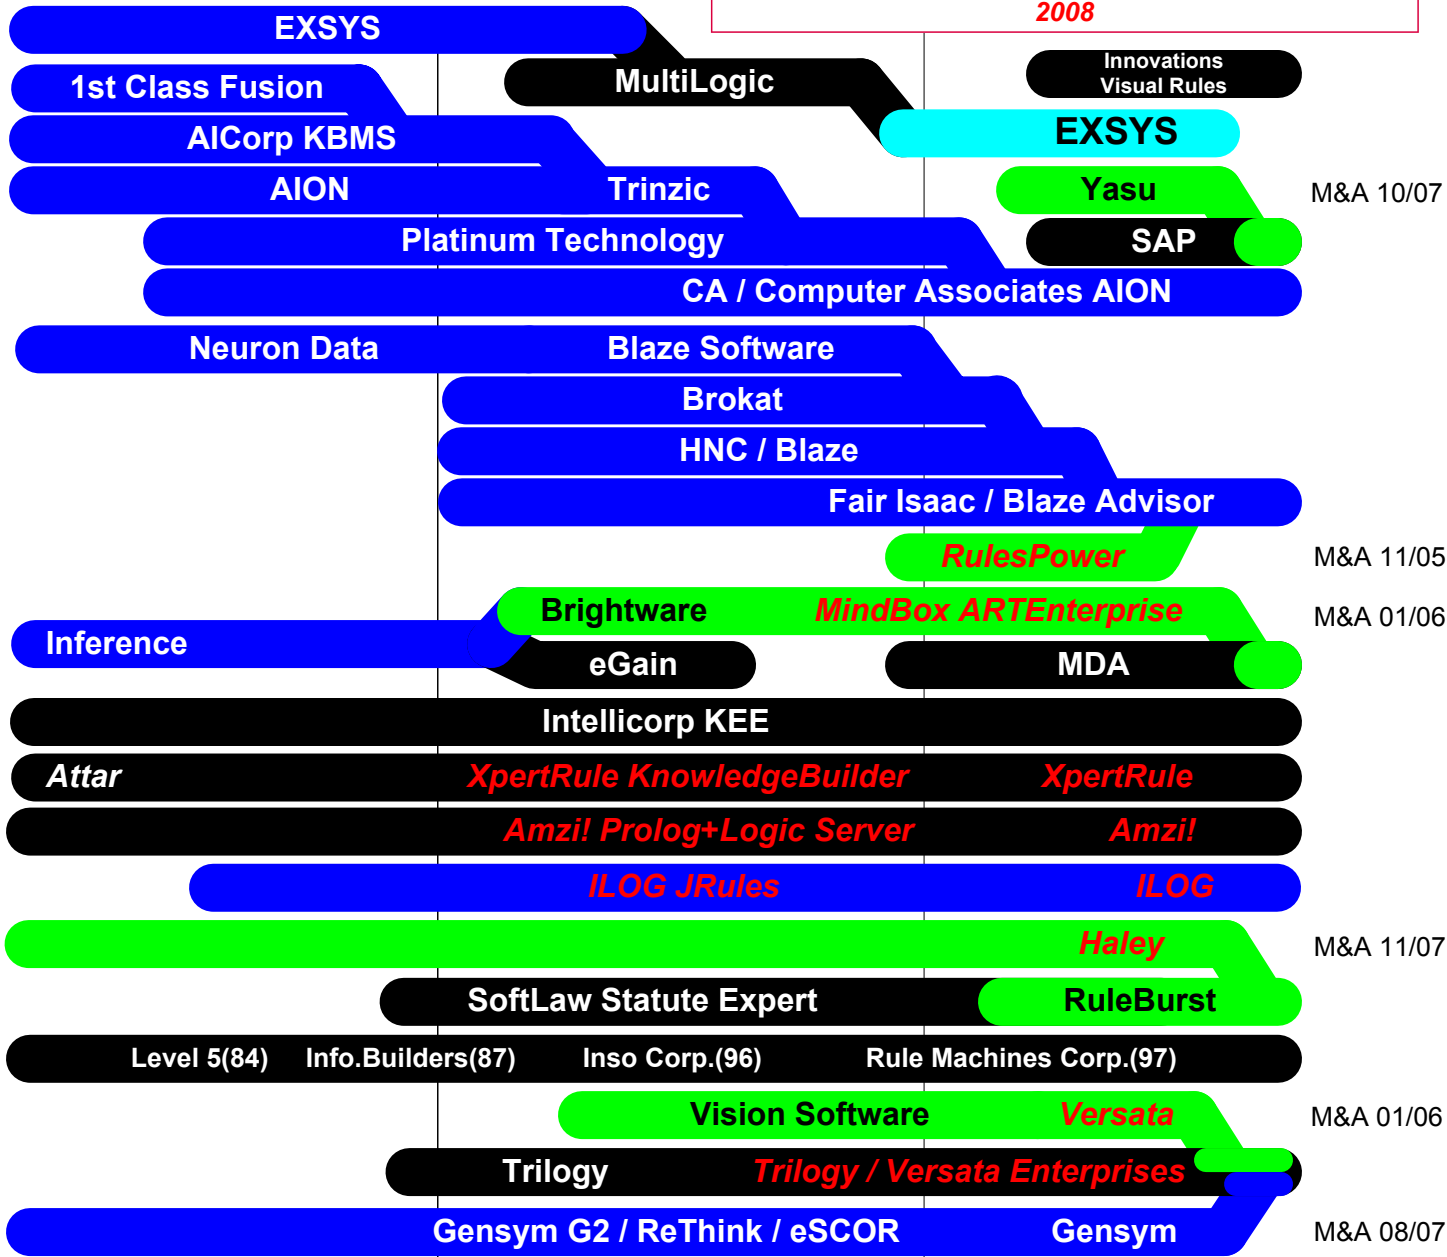 2008
EXSYS
Innovations
Visual Rules
MultiLogic
1st Class Fusion
EXSYS
AICorp KBMS
AION Trinzic Yasu M&A 10/07
Platinum Technology SAP
CA / Computer Associates AION
Neuron Data Blaze Software
Brokat
HNC / Blaze
Fair Isaac / Blaze Advisor
RulesPower M&A 11/05
Brightware MindBox ARTEnterprise M&A 01/06
Inference
eGain MDA
Intellicorp KEE
Attar XpertRule KnowledgeBuilder XpertRule
Amzi! Prolog+Logic Server Amzi!
ILOG JRules ILOG
Haley M&A 11/07
SoftLaw Statute Expert RuleBurst
Level 5(84) Info.Builders(87) Inso Corp.(96) Rule Machines Corp.(97)
Vision Software Versata M&A 01/06
Trilogy Trilogy / Versata Enterprises
Gensym G2 / ReThink / eSCOR Gensym M&A 08/07